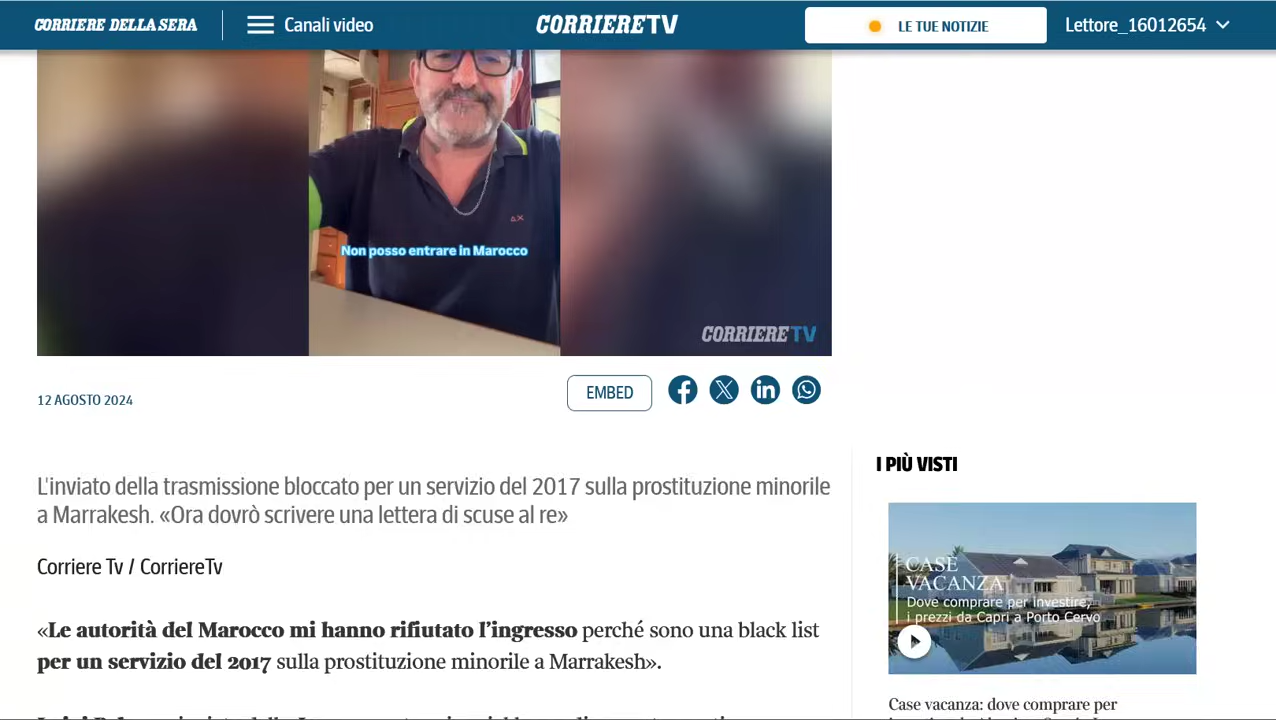 CORRIERE DELLA SERA
Canali video
CORRIERETV
LE TUE NOTIZIE
Lettore_16012654
Non posso entrare in Marocco
CORRIERETV
12 AGOSTO 2024
EMBED
L'inviato della trasmissione bloccato per un servizio del 2017 sulla prostituzione minorile
a Marrakesh. «Ora dovrò scrivere una lettera di scuse al re»
Corriere Tv / CorriereTv
«Le autorità del Marocco mi hanno rifiutato l'ingresso perché sono una black list
per un servizio del 2017 sulla prostituzione minorile a Marrakesh».
I PIÙ VISTI
CASE
VACANZA
Dove comprare per investire,
i prezzi da Capri a Porto Cervo
Case vacanza: dove comprare per